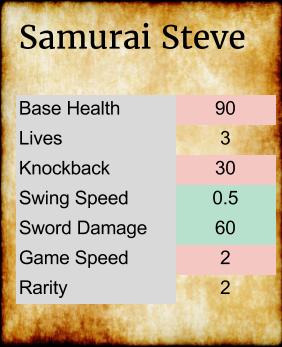 Samurai Steve
Base Health 90
Lives 3
Knockback 30
Swing Speed 0.5
Sword Damage 60
Game Speed 2
Rarity 2